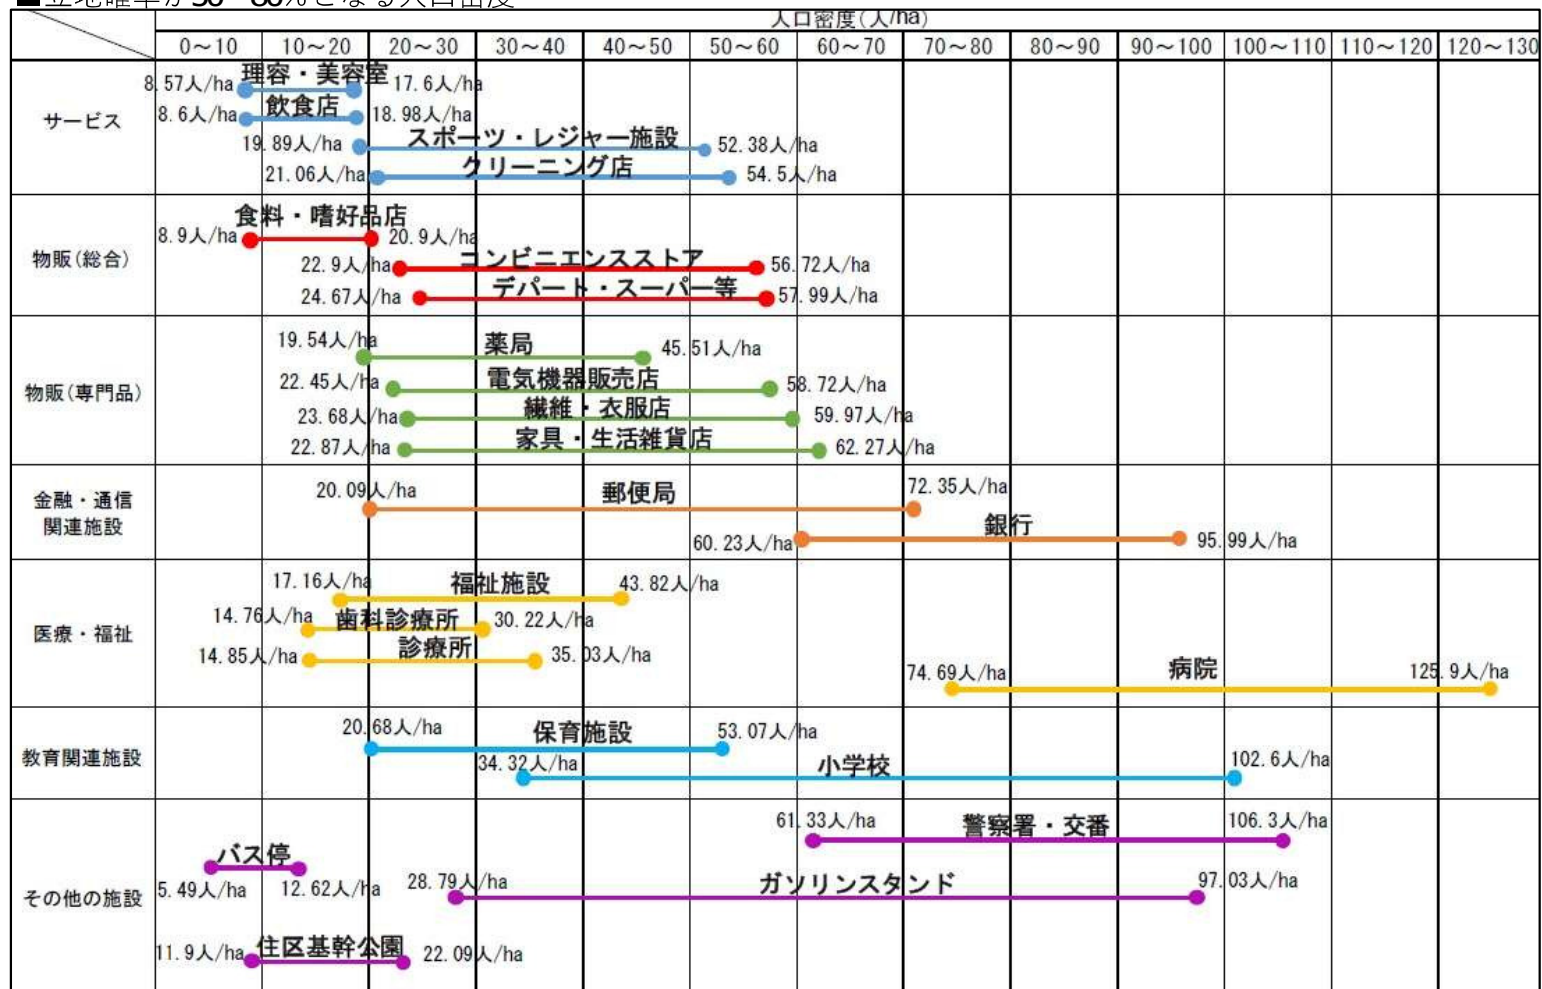 ■立地確率が50~80%となる人口密度
人口密度(人/ha)
0～10 10～20 20～30 30～40 40～50 50～60 60～70 70～80 80～90 90～100 100～110 110～120 120～130
サービス
8.57人/ha 理容・美容室 17.6人/ha
8.6人/ha 飲食店 18.98人/ha
19.89人/ha スポーツ・レジャー施設 52.38人/ha
21.06人/ha クリーニング店 54.5人/ha
物販(総合)
8.9人/ha 食料・嗜好品店 20.9人/ha
22.9人/ha コンビニエンスストア 56.72人/ha
24.67人/ha デパート・スーパー等 57.99人/ha
物販(専門品)
19.54人/ha 薬局 45.51人/ha
22.45人/ha 電気機器販売店 58.72人/ha
23.68人/ha 繊維・衣服店 59.97人/ha
22.87人/ha 家具・生活雑貨店 62.27人/ha
金融・通信
関連施設
20.09人/ha 郵便局 72.35人/ha
60.23人/ha 銀行 95.99人/ha
医療・福祉
17.16人/ha 福祉施設 43.82人/ha
14.76人/ha 歯科診療所 30.22人/ha
14.85人/ha 診療所 35.03人/ha
74.69人/ha 病院 125.9人/ha
教育関連施設
20.68人/ha 保育施設 53.07人/ha
34.32人/ha 小学校 102.6人/ha
その他の施設
61.33人/ha 警察署・交番 106.3人/ha
バス停
5.49人/ha 12.62人/ha
28.79人/ha ガソリンスタンド 97.03人/ha
11.9人/ha 住区基幹公園 22.09人/ha